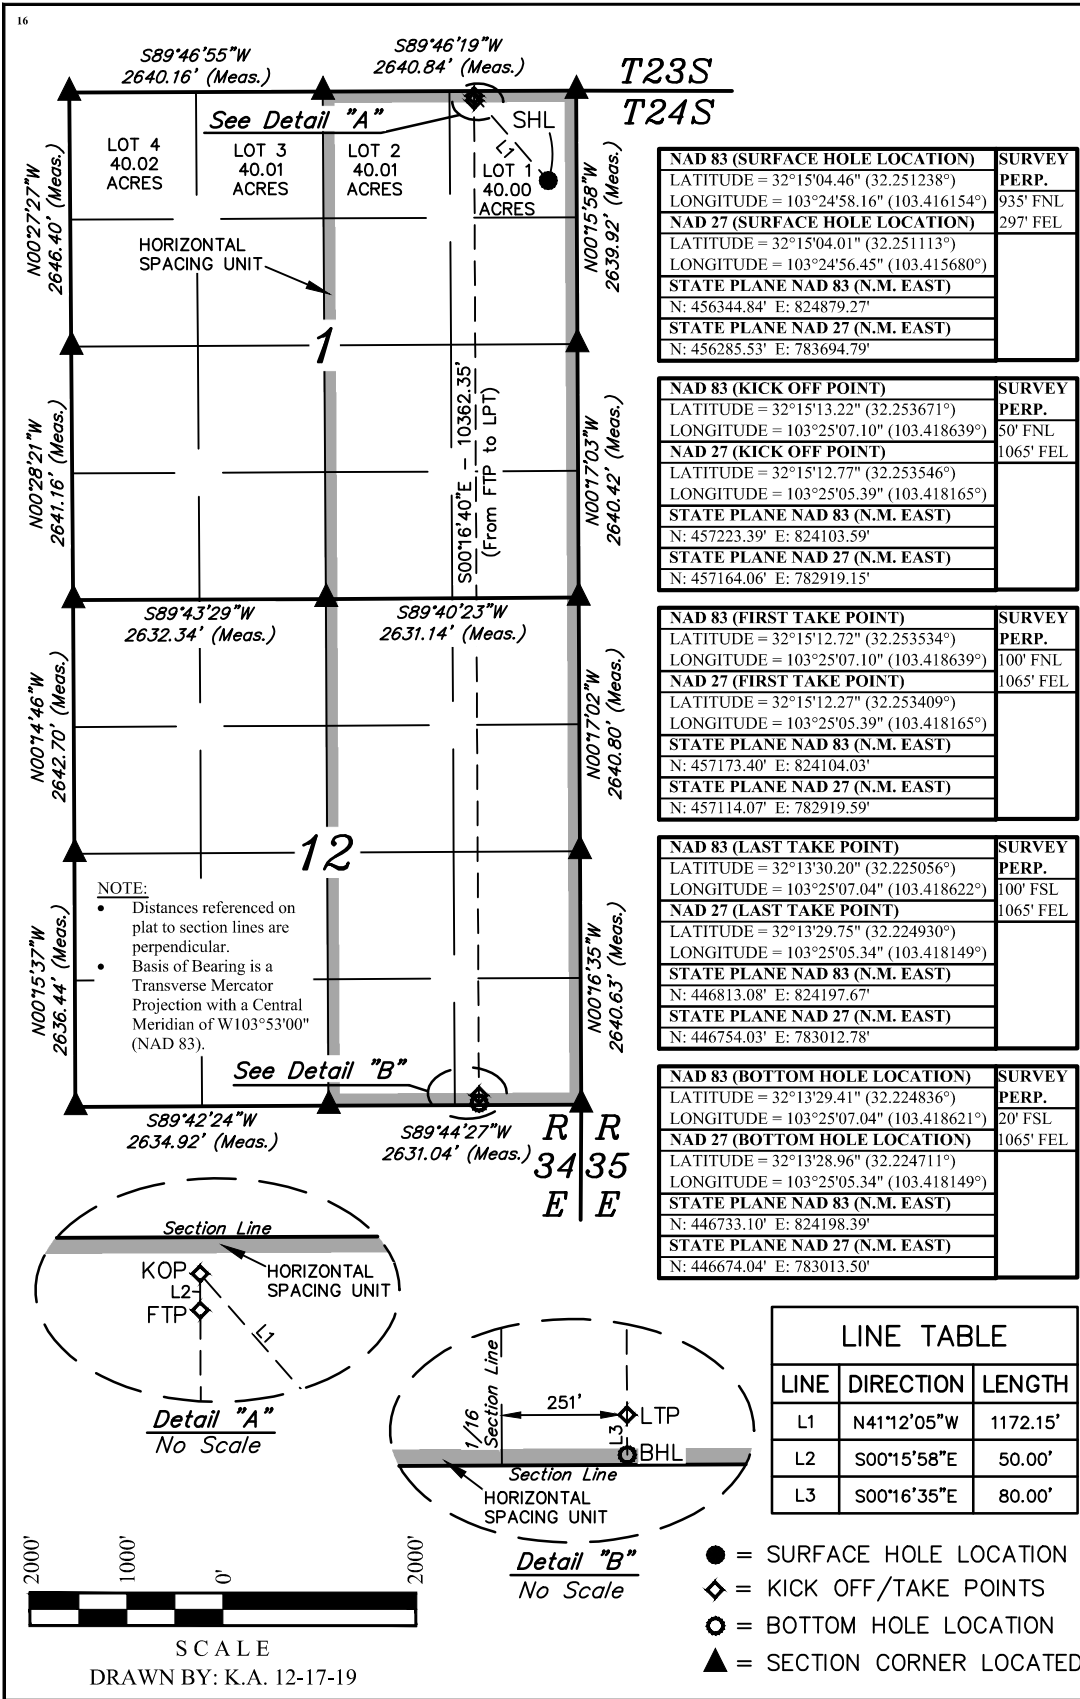 16
S89°46'55"W
2640.16' (Meas.)
S89°46'19"W
2640.84' (Meas.)
T23S
T24S
See Detail "A"
SHL
L1
LOT 4
40.02
ACRES
LOT 3
40.01
ACRES
LOT 2
40.01
ACRES
LOT 1
40.00
ACRES
N00°27'27"W
2646.40' (Meas.)
N00°15'58"W
2639.92' (Meas.)
HORIZONTAL
SPACING UNIT
1
S00°16'40"E – 10362.35'
(From FTP to LPT)
N00°28'21"W
2641.16' (Meas.)
N00°17'03"W
2640.42' (Meas.)
S89°43'29"W
2632.34' (Meas.)
S89°40'23"W
2631.14' (Meas.)
N00°14'46"W
2642.70' (Meas.)
N00°17'02"W
2640.80' (Meas.)
12
NOTE:
• Distances referenced on
plat to section lines are
perpendicular.
• Basis of Bearing is a
Transverse Mercator
Projection with a Central
Meridian of W103°53'00"
(NAD 83).
N00°15'37"W
2636.44' (Meas.)
N00°16'35"W
2640.63' (Meas.)
See Detail "B"
S89°42'24"W
2634.92' (Meas.)
S89°44'27"W
2631.04' (Meas.)
R R
34 35
E E
NAD 83 (SURFACE HOLE LOCATION) SURVEY
LATITUDE = 32°15'04.46" (32.251238°) PERP.
LONGITUDE = 103°24'58.16" (103.416154°) 935' FNL
NAD 27 (SURFACE HOLE LOCATION) 297' FEL
LATITUDE = 32°15'04.01" (32.251113°)
LONGITUDE = 103°24'56.45" (103.415680°)
STATE PLANE NAD 83 (N.M. EAST)
N: 456344.84' E: 824879.27'
STATE PLANE NAD 27 (N.M. EAST)
N: 456285.53' E: 783694.79'
NAD 83 (KICK OFF POINT) SURVEY
LATITUDE = 32°15'13.22" (32.253671°) PERP.
LONGITUDE = 103°25'07.10" (103.418639°) 50' FNL
NAD 27 (KICK OFF POINT) 1065' FEL
LATITUDE = 32°15'12.77" (32.253546°)
LONGITUDE = 103°25'05.39" (103.418165°)
STATE PLANE NAD 83 (N.M. EAST)
N: 457223.39' E: 824103.59'
STATE PLANE NAD 27 (N.M. EAST)
N: 457164.06' E: 782919.15'
NAD 83 (FIRST TAKE POINT) SURVEY
LATITUDE = 32°15'12.72" (32.253534°) PERP.
LONGITUDE = 103°25'07.10" (103.418639°) 100' FNL
NAD 27 (FIRST TAKE POINT) 1065' FEL
LATITUDE = 32°15'12.27" (32.253409°)
LONGITUDE = 103°25'05.39" (103.418165°)
STATE PLANE NAD 83 (N.M. EAST)
N: 457173.40' E: 824104.03'
STATE PLANE NAD 27 (N.M. EAST)
N: 457114.07' E: 782919.59'
NAD 83 (LAST TAKE POINT) SURVEY
LATITUDE = 32°13'30.20" (32.225056°) PERP.
LONGITUDE = 103°25'07.04" (103.418622°) 100' FSL
NAD 27 (LAST TAKE POINT) 1065' FEL
LATITUDE = 32°13'29.75" (32.224930°)
LONGITUDE = 103°25'05.34" (103.418149°)
STATE PLANE NAD 83 (N.M. EAST)
N: 446813.08' E: 824197.67'
STATE PLANE NAD 27 (N.M. EAST)
N: 446754.03' E: 783012.78'
NAD 83 (BOTTOM HOLE LOCATION) SURVEY
LATITUDE = 32°13'29.41" (32.224836°) PERP.
LONGITUDE = 103°25'07.04" (103.418621°) 20' FSL
NAD 27 (BOTTOM HOLE LOCATION) 1065' FEL
LATITUDE = 32°13'28.96" (32.224711°)
LONGITUDE = 103°25'05.34" (103.418149°)
STATE PLANE NAD 83 (N.M. EAST)
N: 446733.10' E: 824198.39'
STATE PLANE NAD 27 (N.M. EAST)
N: 446674.04' E: 783013.50'
Section Line
KOP
HORIZONTAL
SPACING UNIT
L2
FTP
L1
Detail "A"
No Scale
1/16
Section Line
251'
LTP
L3
BHL
Section Line
HORIZONTAL
SPACING UNIT
Detail "B"
No Scale
LINE TABLE
LINE DIRECTION LENGTH
L1 N41°12'05"W 1172.15'
L2 S00°15'58"E 50.00'
L3 S00°16'35"E 80.00'
2000' 1000' 0' 2000'
SCALE
DRAWN BY: K.A. 12-17-19
= SURFACE HOLE LOCATION
= KICK OFF/TAKE POINTS
= BOTTOM HOLE LOCATION
= SECTION CORNER LOCATED